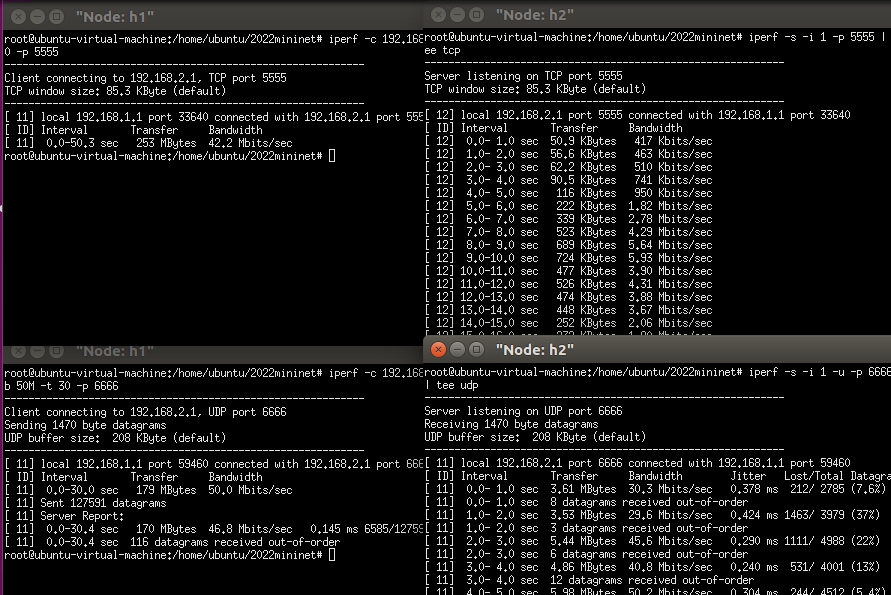 "Node: h1"
root@ubuntu-virtual-machine:/home/ubuntu/2022mininet# iperf -c 192.168
0 -p 5555
------------------------------------------------------------
Client connecting to 192.168.2.1, TCP port 5555
TCP window size: 85.3 KByte (default)
------------------------------------------------------------
[ 11] local 192.168.1.1 port 33640 connected with 192.168.2.1 port 555
[ ID] Interval       Transfer     Bandwidth
[ 11]  0.0-50.3 sec   253 MBytes  42.2 Mbits/sec
root@ubuntu-virtual-machine:/home/ubuntu/2022mininet#
"Node: h2"
root@ubuntu-virtual-machine:/home/ubuntu/2022mininet# iperf -s -i 1 -p 5555 |
ee tcp
------------------------------------------------------------
Server listening on TCP port 5555
TCP window size: 85.3 KByte (default)
------------------------------------------------------------
[ 12] local 192.168.2.1 port 5555 connected with 192.168.1.1 port 33640
[ ID] Interval       Transfer     Bandwidth
[ 12]  0.0- 1.0 sec  50.9 KBytes   417 Kbits/sec
[ 12]  1.0- 2.0 sec  56.6 KBytes   463 Kbits/sec
[ 12]  2.0- 3.0 sec  62.2 KBytes   510 Kbits/sec
[ 12]  3.0- 4.0 sec  90.5 KBytes   741 Kbits/sec
[ 12]  4.0- 5.0 sec   116 KBytes   950 Kbits/sec
[ 12]  5.0- 6.0 sec   222 KBytes  1.82 Mbits/sec
[ 12]  6.0- 7.0 sec   339 KBytes  2.78 Mbits/sec
[ 12]  7.0- 8.0 sec   523 KBytes  4.29 Mbits/sec
[ 12]  8.0- 9.0 sec   689 KBytes  5.64 Mbits/sec
[ 12]  9.0-10.0 sec   724 KBytes  5.93 Mbits/sec
[ 12] 10.0-11.0 sec   477 KBytes  3.90 Mbits/sec
[ 12] 11.0-12.0 sec   526 KBytes  4.31 Mbits/sec
[ 12] 12.0-13.0 sec   474 KBytes  3.88 Mbits/sec
[ 12] 13.0-14.0 sec   448 KBytes  3.67 Mbits/sec
[ 12] 14.0-15.0 sec   252 KBytes  2.06 Mbits/sec
"Node: h1"
root@ubuntu-virtual-machine:/home/ubuntu/2022mininet# iperf -c 192.168
b 50M -t 30 -p 6666
------------------------------------------------------------
Client connecting to 192.168.2.1, UDP port 6666
Sending 1470 byte datagrams
UDP buffer size:  208 KByte (default)
------------------------------------------------------------
[ 11] local 192.168.1.1 port 59460 connected with 192.168.2.1 port 666
[ ID] Interval       Transfer     Bandwidth
[ 11]  0.0-30.0 sec   179 MBytes  50.0 Mbits/sec
[ 11] Sent 127591 datagrams
[ 11] Server Report:
[ 11]  0.0-30.4 sec   170 MBytes  46.8 Mbits/sec   0.145 ms 6585/12759
[ 11]  0.0-30.4 sec  116 datagrams received out-of-order
root@ubuntu-virtual-machine:/home/ubuntu/2022mininet#
"Node: h2"
root@ubuntu-virtual-machine:/home/ubuntu/2022mininet# iperf -s -i 1 -u -p 6666
| tee udp
------------------------------------------------------------
Server listening on UDP port 6666
Receiving 1470 byte datagrams
UDP buffer size:  208 KByte (default)
------------------------------------------------------------
[ 11] local 192.168.2.1 port 6666 connected with 192.168.1.1 port 59460
[ ID] Interval       Transfer     Bandwidth        Jitter   Lost/Total Datagra
[ 11]  0.0- 1.0 sec  3.61 MBytes  30.3 Mbits/sec   0.378 ms  212/ 2785 (7.6%)
[ 11]  0.0- 1.0 sec  8 datagrams received out-of-order
[ 11]  1.0- 2.0 sec  3.53 MBytes  29.6 Mbits/sec   0.424 ms 1463/ 3979 (37%)
[ 11]  1.0- 2.0 sec  3 datagrams received out-of-order
[ 11]  2.0- 3.0 sec  5.44 MBytes  45.6 Mbits/sec   0.290 ms 1111/ 4988 (22%)
[ 11]  2.0- 3.0 sec  6 datagrams received out-of-order
[ 11]  3.0- 4.0 sec  4.86 MBytes  40.8 Mbits/sec   0.240 ms  531/ 4001 (13%)
[ 11]  3.0- 4.0 sec  12 datagrams received out-of-order
[ 11]  4.0- 5.0 sec  5.98 MBytes  50.2 Mbits/sec   0.304 ms  244/ 4512 (5.4%)